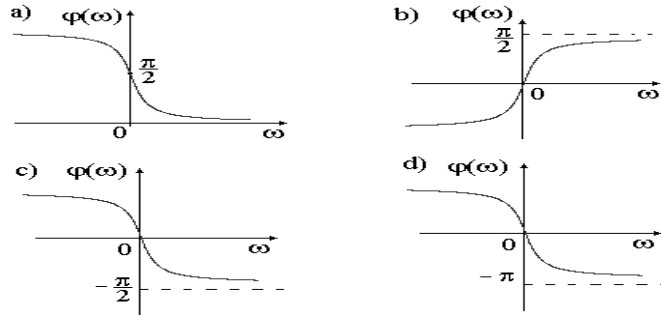 a) φ(ω)
π/2
0 ω
b) φ(ω)
π/2
0 ω
c) φ(ω)
0 ω
-π/2
d) φ(ω)
0 ω
-π